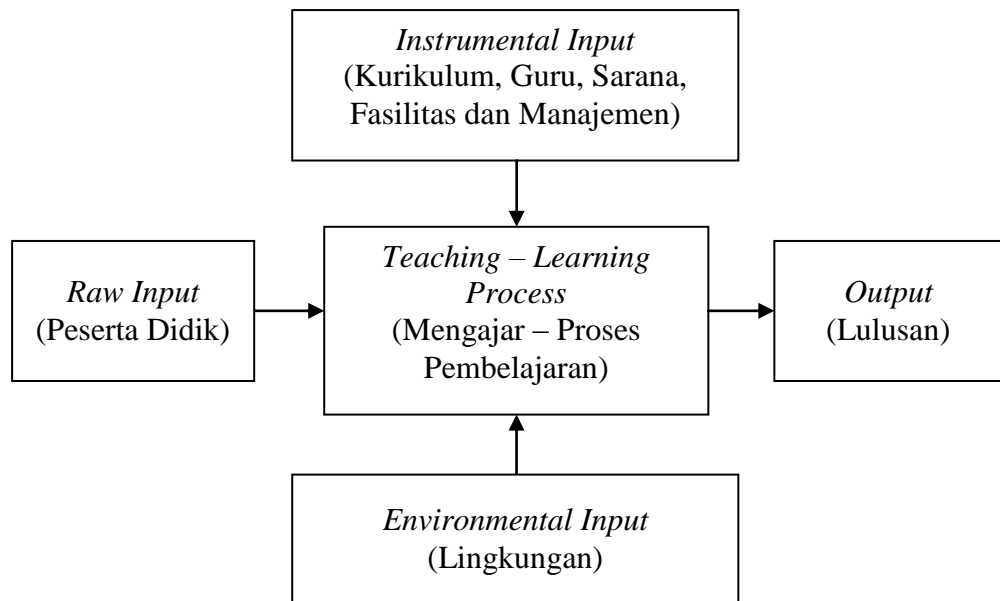 Instrumental Input
(Kurikulum, Guru, Sarana,
Fasilitas dan Manajemen)
Raw Input
(Peserta Didik)
Teaching – Learning
Process
(Mengajar – Proses
Pembelajaran)
Output
(Lulusan)
Environmental Input
(Lingkungan)